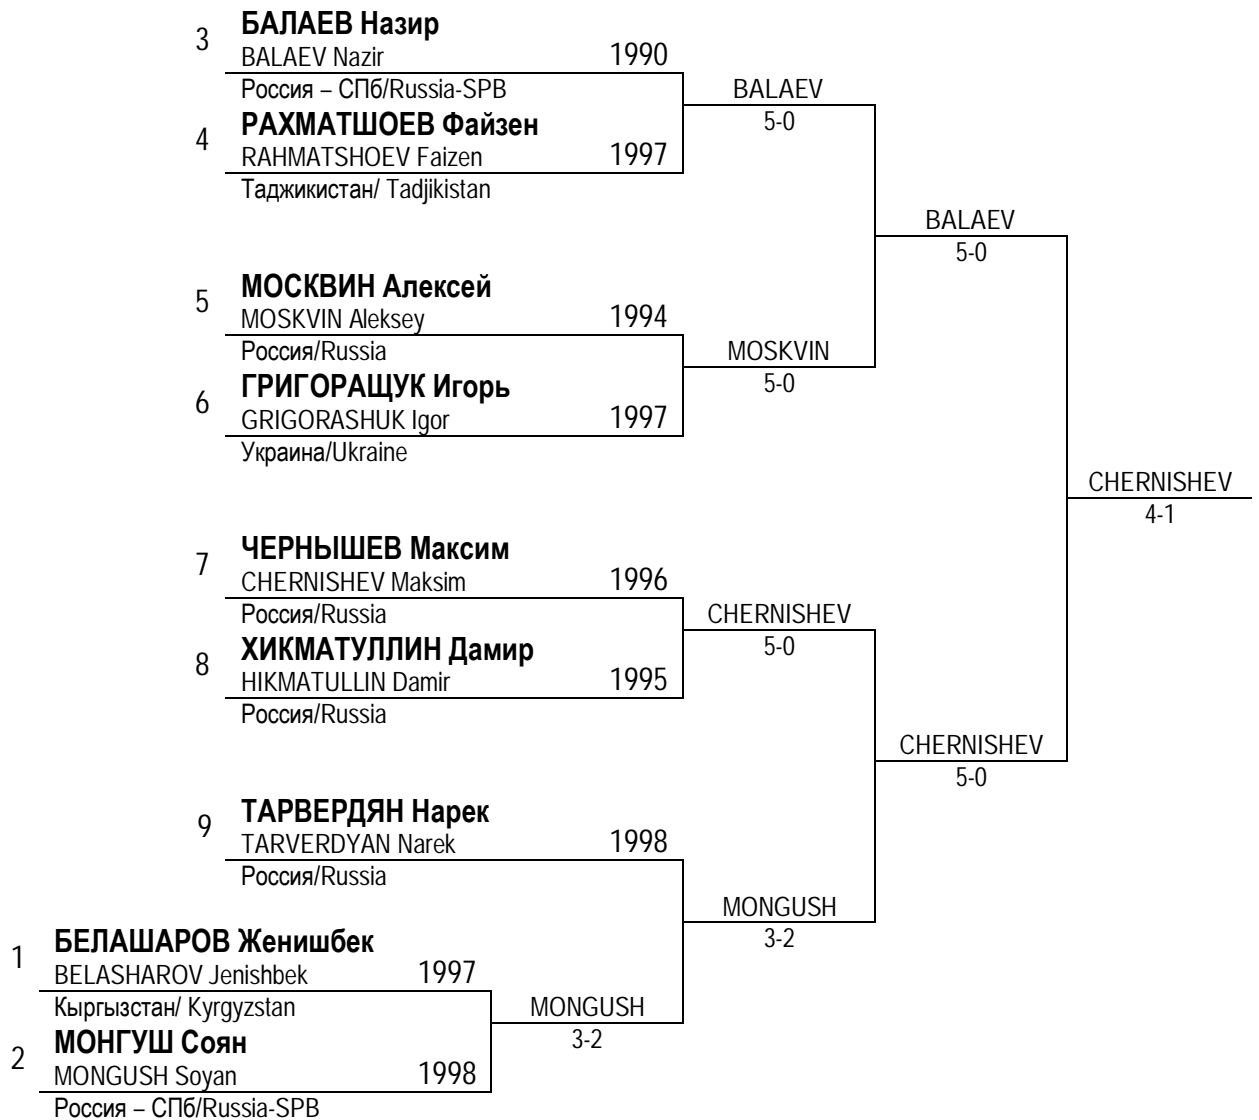 3
БАЛАЕВ Назир
BALAEV Nazir 1990
Россия – СПб/Russia-SPB
4
РАХМАТШОЕВ Файзен
RAHMATSHOEV Faizen 1997
Таджикистан/ Tadjikistan
BALAEV
5-0
5
МОСКВИН Алексей
MOSKVIN Aleksey 1994
Россия/Russia
6
ГРИГОРАЩУК Игорь
GRIGORASHUK Igor 1997
Украина/Ukraine
MOSKVIN
5-0
BALAEV
5-0
7
ЧЕРНЫШЕВ Максим
CHERNISHEV Maksim 1996
Россия/Russia
8
ХИКМАТУЛЛИН Дамир
HIKMATULLIN Damir 1995
Россия/Russia
CHERNISHEV
5-0
9
ТАРВЕРДЯН Нарек
TARVERDYAN Narek 1998
Россия/Russia
1
БЕЛАШАРОВ Женишбек
BELASHAROV Jenishbek 1997
Кыргызстан/ Kyrgyzstan
2
МОНГУШ Соян
MONGUSH Soyan 1998
Россия – СПб/Russia-SPB
MONGUSH
3-2
MONGUSH
3-2
CHERNISHEV
5-0
CHERNISHEV
4-1